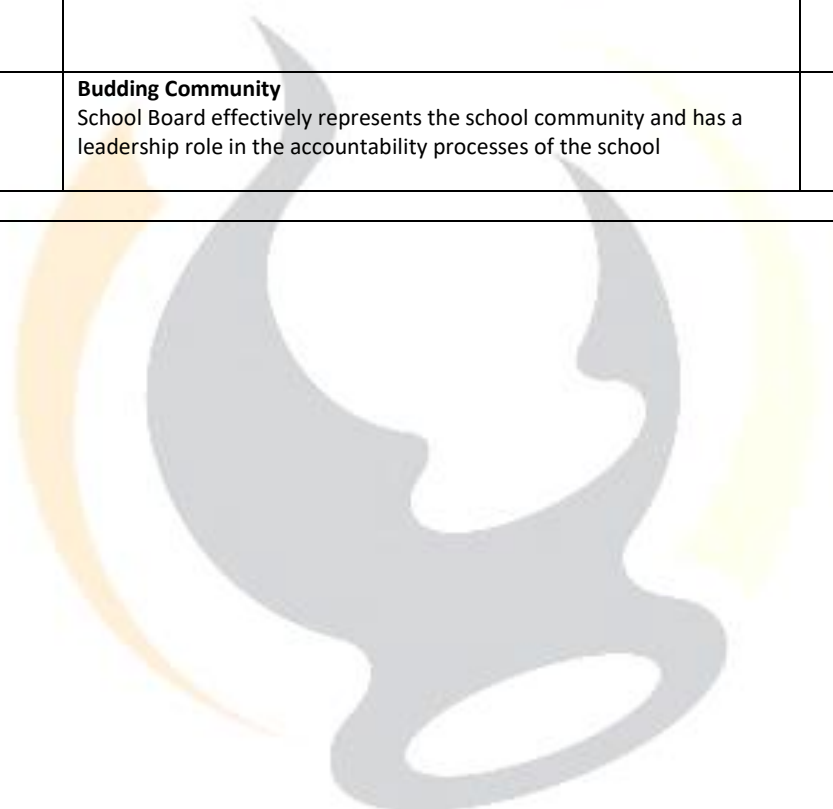 Budding Community
School Board effectively represents the school community and has a
leadership role in the accountability processes of the school